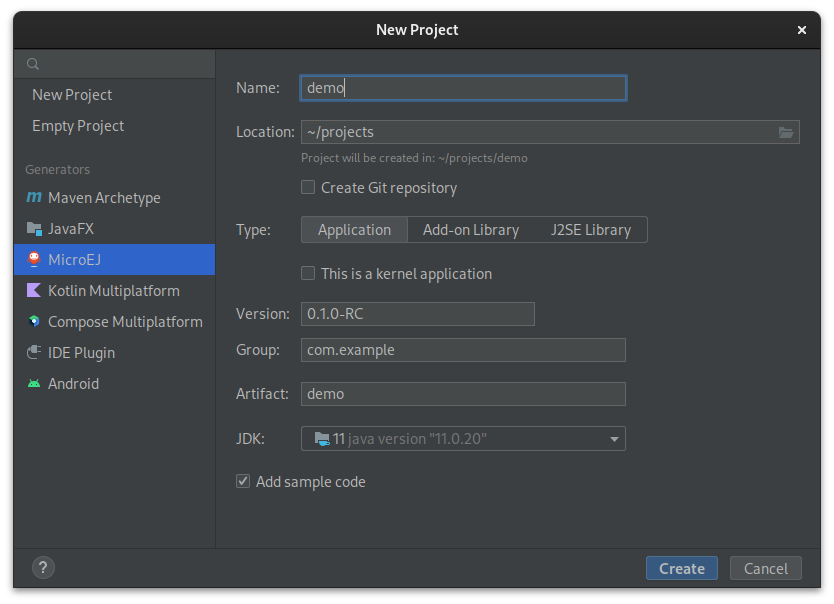 New Project
New Project
Empty Project
Generators
Maven Archetype
JavaFX
MicroEJ
Kotlin Multiplatform
Compose Multiplatform
IDE Plugin
Android
Name: demo
Location: ~/projects
Project will be created in: ~/projects/demo
Create Git repository
Type: Application Add-on Library J2SE Library
This is a kernel application
Version: 0.1.0-RC
Group: com.example
Artifact: demo
JDK: 11 java version "11.0.20"
Add sample code
? Create Cancel